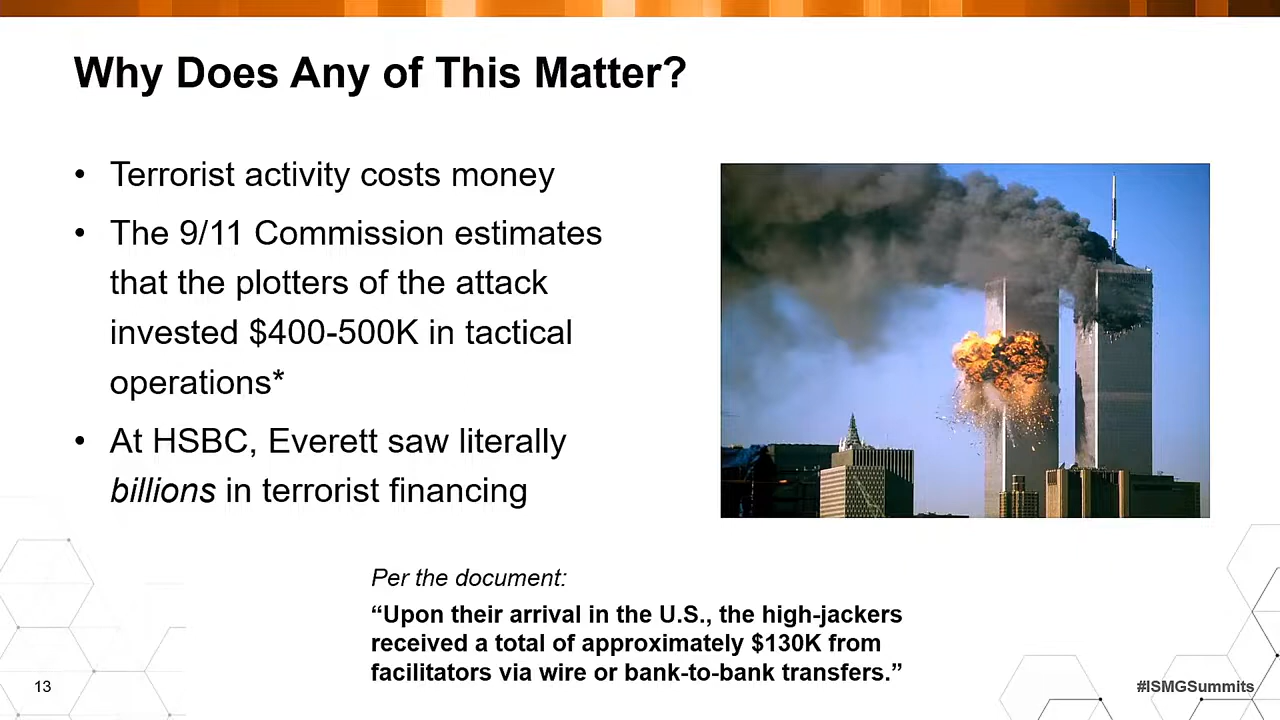 Why Does Any of This Matter?
• Terrorist activity costs money
• The 9/11 Commission estimates
that the plotters of the attack
invested $400-500K in tactical
operations*
• At HSBC, Everett saw literally
billions in terrorist financing
Per the document:
“Upon their arrival in the U.S., the high-jackers
received a total of approximately $130K from
facilitators via wire or bank-to-bank transfers.”
13
#ISMGSummits